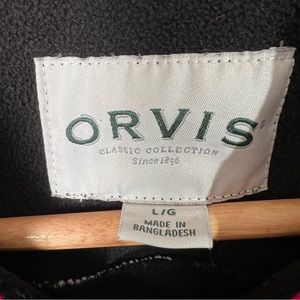 ORVIS
CLASSIC COLLECTION
Since 1856
L/G
MADE IN
BANGLADESH